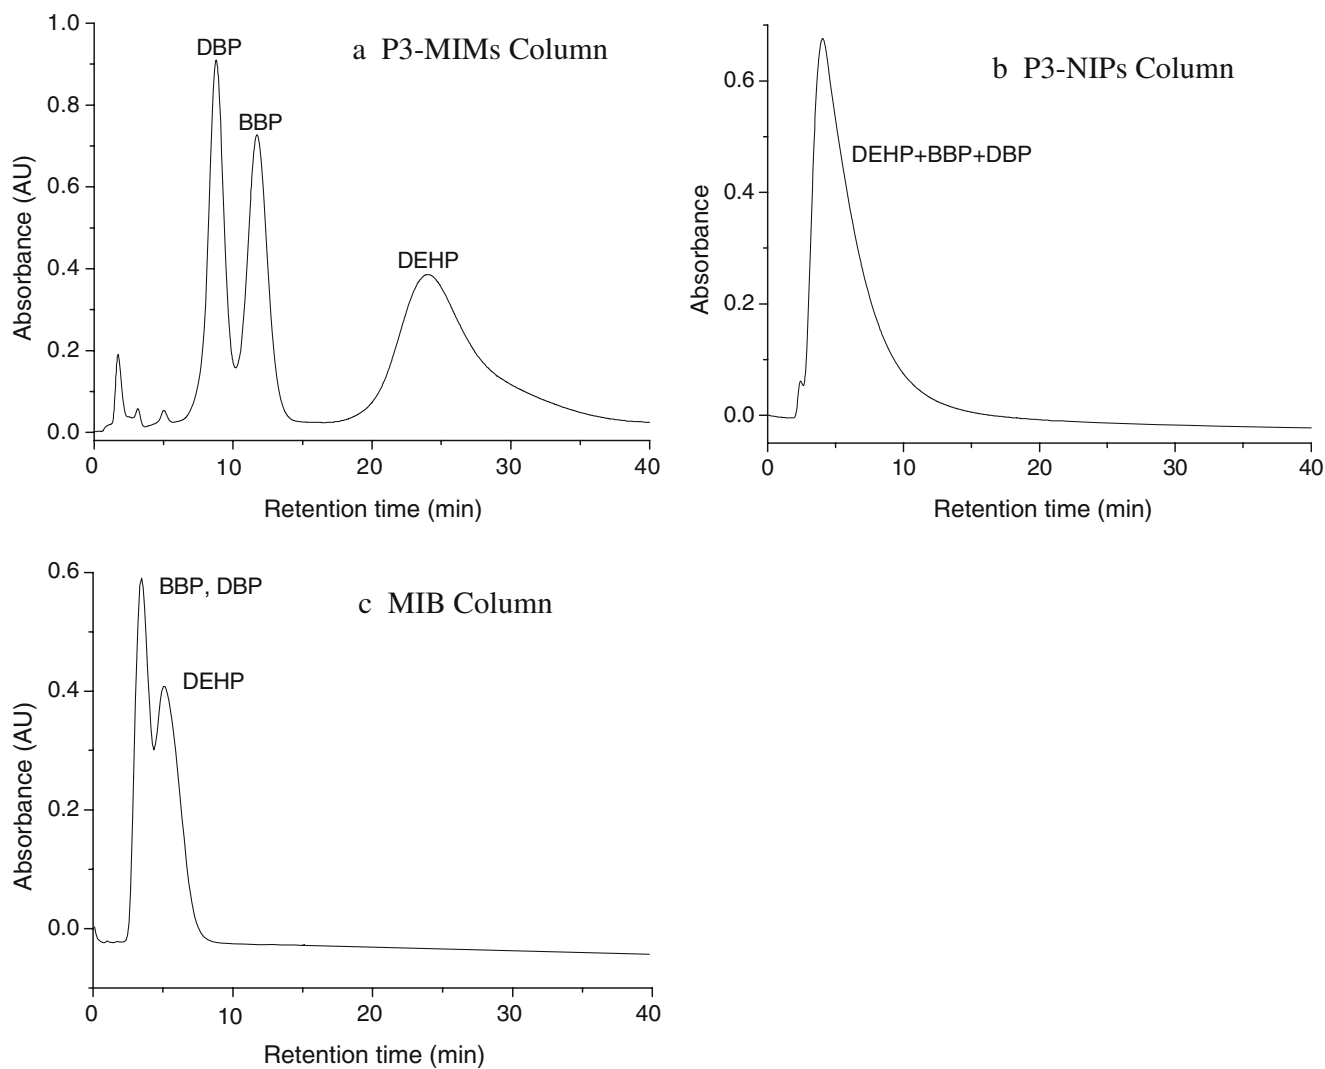 a P3-MIMs Column
1.0
0.8
0.6
0.4
0.2
0.0
Absorbance (AU)
DBP
BBP
DEHP
0 10 20 30 40
Retention time (min)
b P3-NIPs Column
0.6
0.4
0.2
0.0
Absorbance
DEHP+BBP+DBP
0 10 20 30 40
Retention time (min)
c MIB Column
0.6
0.4
0.2
0.0
Absorbance (AU)
BBP, DBP
DEHP
0 10 20 30 40
Retention time (min)